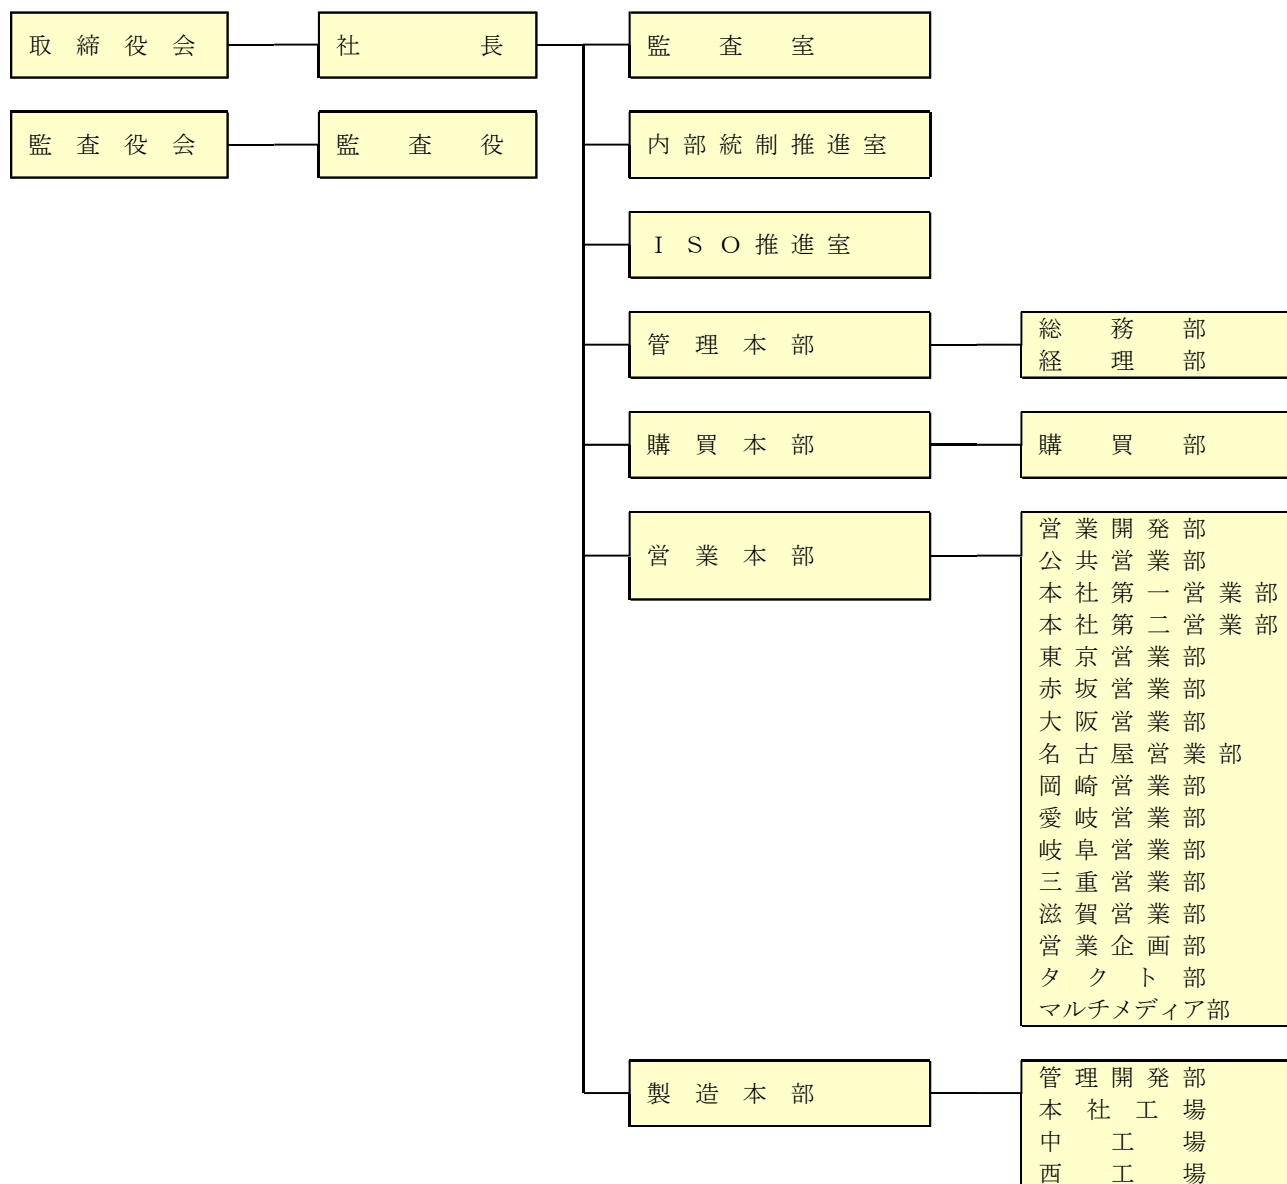 取締役会
社長
監査室
監査役会
監査役
内部統制推進室
ＩＳＯ推進室
管理本部
総務部
経理部
購買本部
購買部
営業本部
営業開発部
公共営業部
本社第一営業部
本社第二営業部
東京営業部
赤坂営業部
大阪営業部
名古屋営業部
岡崎営業部
愛岐営業部
岐阜営業部
三重営業部
滋賀営業部
営業企画部
タクト部
マルチメディア部
製造本部
管理開発部
本社工場
中工場
西工場